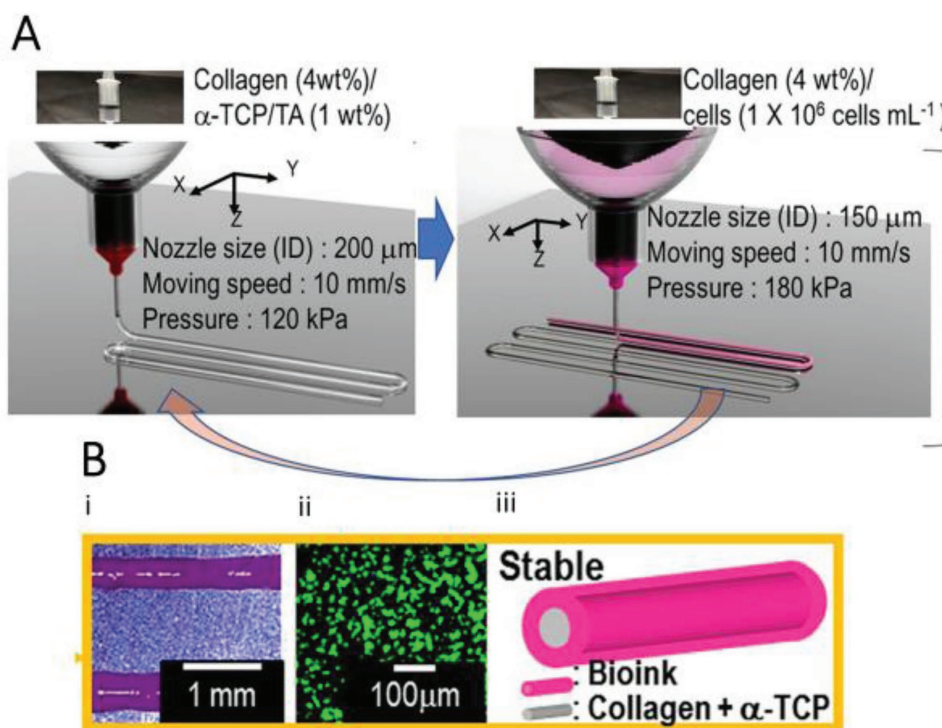 A
Collagen (4wt%)/
α-TCP/TA (1 wt%)
X
Y
Z
Nozzle size (ID) : 200 μm
Moving speed : 10 mm/s
Pressure : 120 kPa
Collagen (4 wt%)/
cells (1 X 10⁶ cells mL⁻¹)
X
Y
Z
Nozzle size (ID) : 150 μm
Moving speed : 10 mm/s
Pressure : 180 kPa
B
i
ii
iii
1 mm
100μm
Stable
: Bioink
: Collagen + α-TCP